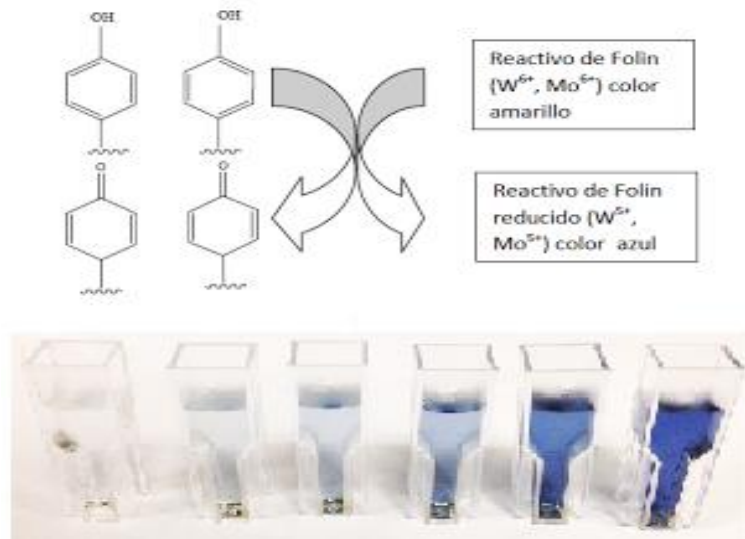 OH
OH
Reactivo de Folin
(W⁶⁺, Mo⁶⁺) color
amarillo
O
O
Reactivo de Folin
reducido (W⁵⁺,
Mo⁵⁺) color azul